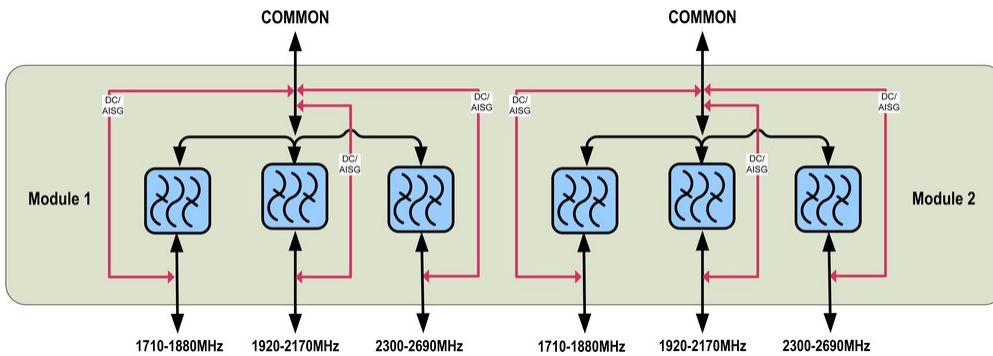 COMMON
COMMON
DC/
AISG
DC/
AISG
DC/
AISG
DC/
AISG
DC/
AISG
DC/
AISG
Module 1
Module 2
1710-1880MHz
1920-2170MHz
2300-2690MHz
1710-1880MHz
1920-2170MHz
2300-2690MHz